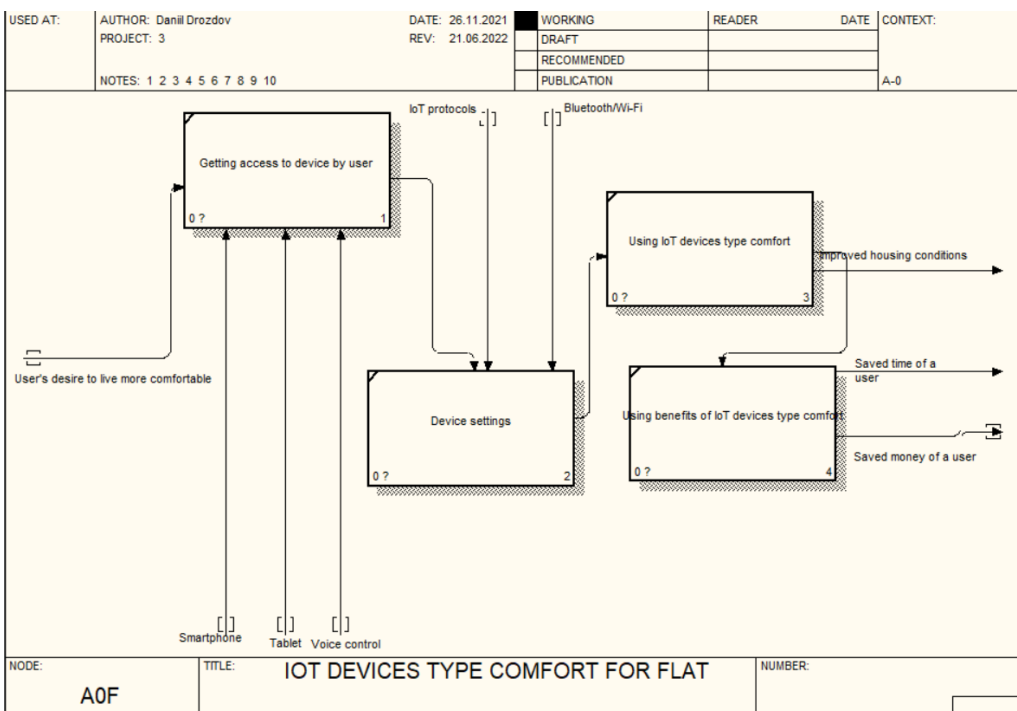 USED AT:
AUTHOR: Daniil Drozdov
DATE: 26.11.2021
WORKING
READER
DATE
CONTEXT:
PROJECT: 3
REV: 21.06.2022
DRAFT
RECOMMENDED
NOTES: 1 2 3 4 5 6 7 8 9 10
PUBLICATION
A-0
IoT protocols
Bluetooth/Wi-Fi
Getting access to device by user
0 ?
1
Using IoT devices type comfort
0 ?
3
Improved housing conditions
User's desire to live more comfortable
Saved time of a
user
Device settings
0 ?
2
Using benefits of IoT devices type comfort
0 ?
4
Saved money of a user
Smartphone
Tablet
Voice control
NODE:
TITLE:
IOT DEVICES TYPE COMFORT FOR FLAT
NUMBER:
A0F